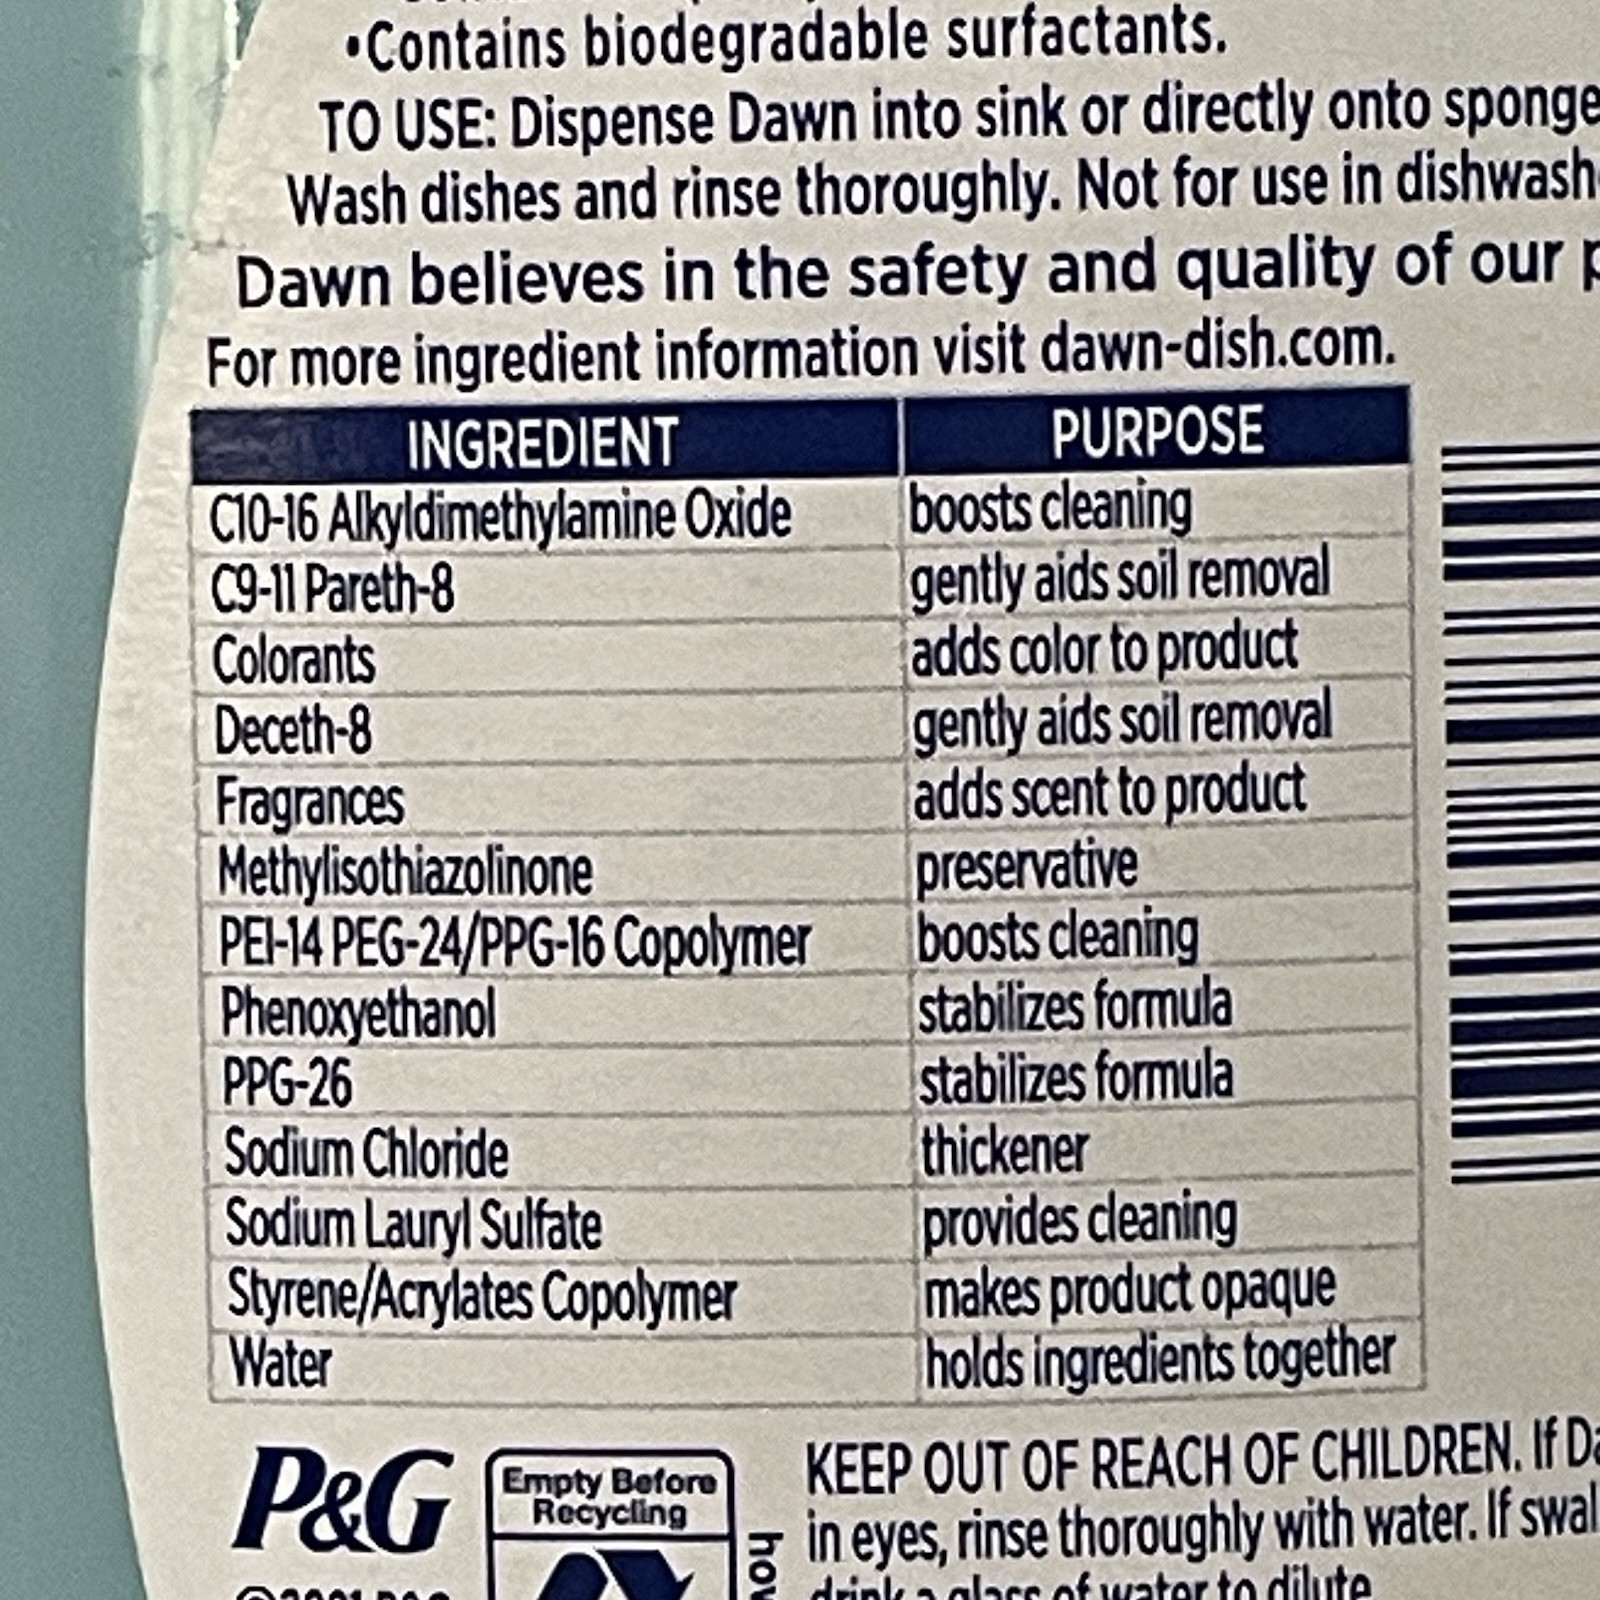 •Contains biodegradable surfactants.
TO USE: Dispense Dawn into sink or directly onto sponge
Wash dishes and rinse thoroughly. Not for use in
Dawn believes in the safety and quality of our
For more ingredient information visit dawn-dish.com.
INGREDIENT PURPOSE
C10-16 Alkyldimethylamine Oxide boosts cleaning
C9-11 Pareth-8 gently aids soil removal
Colorants adds color to product
Deceth-8 gently aids soil removal
Fragrances adds scent to product
Methylisothiazolinone preservative
PEI-14 PEG-24/PPG-16 Copolymer boosts cleaning
Phenoxyethanol stabilizes formula
PPG-26 stabilizes formula
Sodium Chloride thickener
Sodium Lauryl Sulfate provides cleaning
Styrene/Acrylates Copolymer makes product opaque
Water holds ingredients together
P&G
Empty Before
Recycling
KEEP OUT OF REACH OF CHILDREN. If
in eyes, rinse thoroughly with water. If
drink a glass of water to dilute